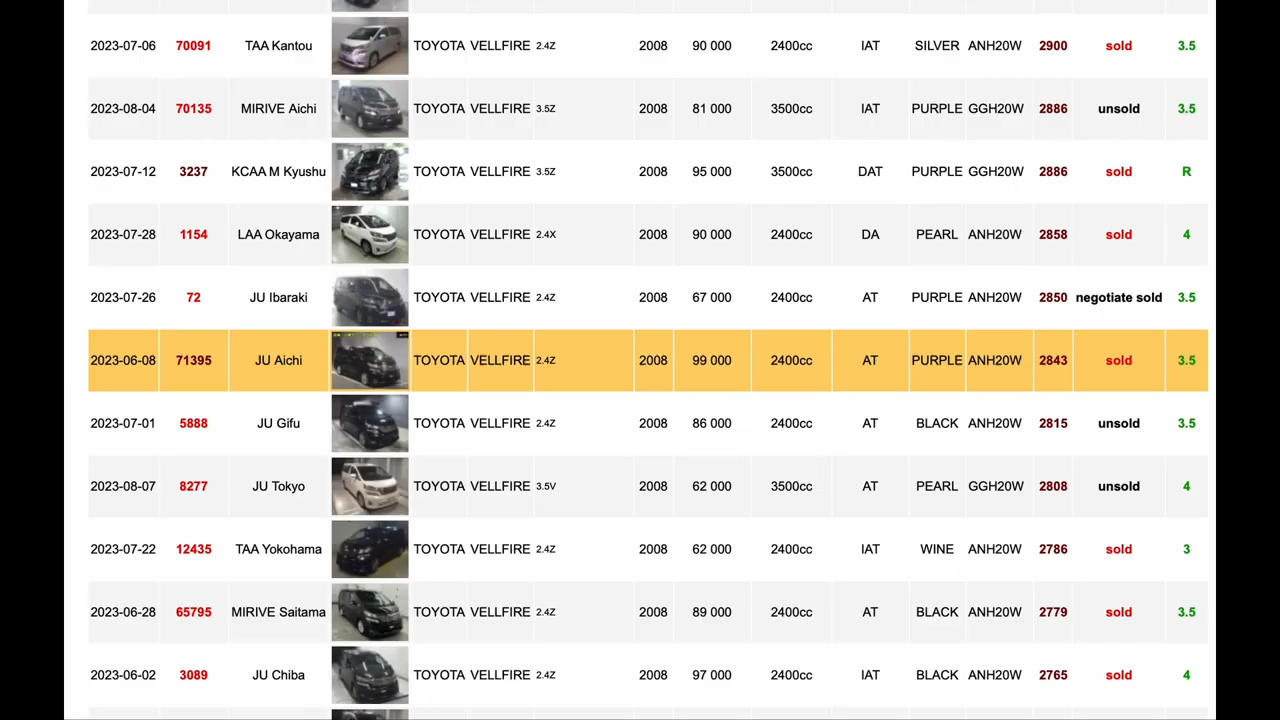 2023-07-06 70091 TAA Kantou TOYOTA VELLFIRE 2.4Z 2008 90 000 2400cc IAT SILVER ANH20W 2900 sold 3.5
2023-08-04 70135 MIRIVE Aichi TOYOTA VELLFIRE 3.5Z 2008 81 000 3500cc IAT PURPLE GGH20W 2886 unsold 3.5
2023-07-12 3237 KCAA M Kyushu TOYOTA VELLFIRE 3.5Z 2008 95 000 3500cc DAT PURPLE GGH20W 2886 sold R
2023-07-28 1154 LAA Okayama TOYOTA VELLFIRE 2.4X 2008 90 000 2400cc DA PEARL ANH20W 2858 sold 4
2023-07-26 72 JU Ibaraki TOYOTA VELLFIRE 2.4Z 2008 67 000 2400cc AT PURPLE ANH20W 2850 negotiate sold 3.5
2023-06-08 71395 JU Aichi TOYOTA VELLFIRE 2.4Z 2008 99 000 2400cc AT PURPLE ANH20W 2843 sold 3.5
2023-07-01 5888 JU Gifu TOYOTA VELLFIRE 2.4Z 2008 86 000 2400cc AT BLACK ANH20W 2815 unsold 3.5
2023-08-07 8277 JU Tokyo TOYOTA VELLFIRE 3.5V 2008 62 000 3500cc AT PEARL GGH20W 2808 unsold 4
2023-07-22 12435 TAA Yokohama TOYOTA VELLFIRE 2.4Z 2008 62 000 2400cc IAT WINE ANH20W 2786 sold 3
2023-06-28 65795 MIRIVE Saitama TOYOTA VELLFIRE 2.4Z 2008 89 000 2400cc AT BLACK ANH20W 2779 sold 3.5
2023-06-02 3089 JU Chiba TOYOTA VELLFIRE 2.4Z 2008 97 000 2400cc IAT BLACK ANH20W 2765 sold 4